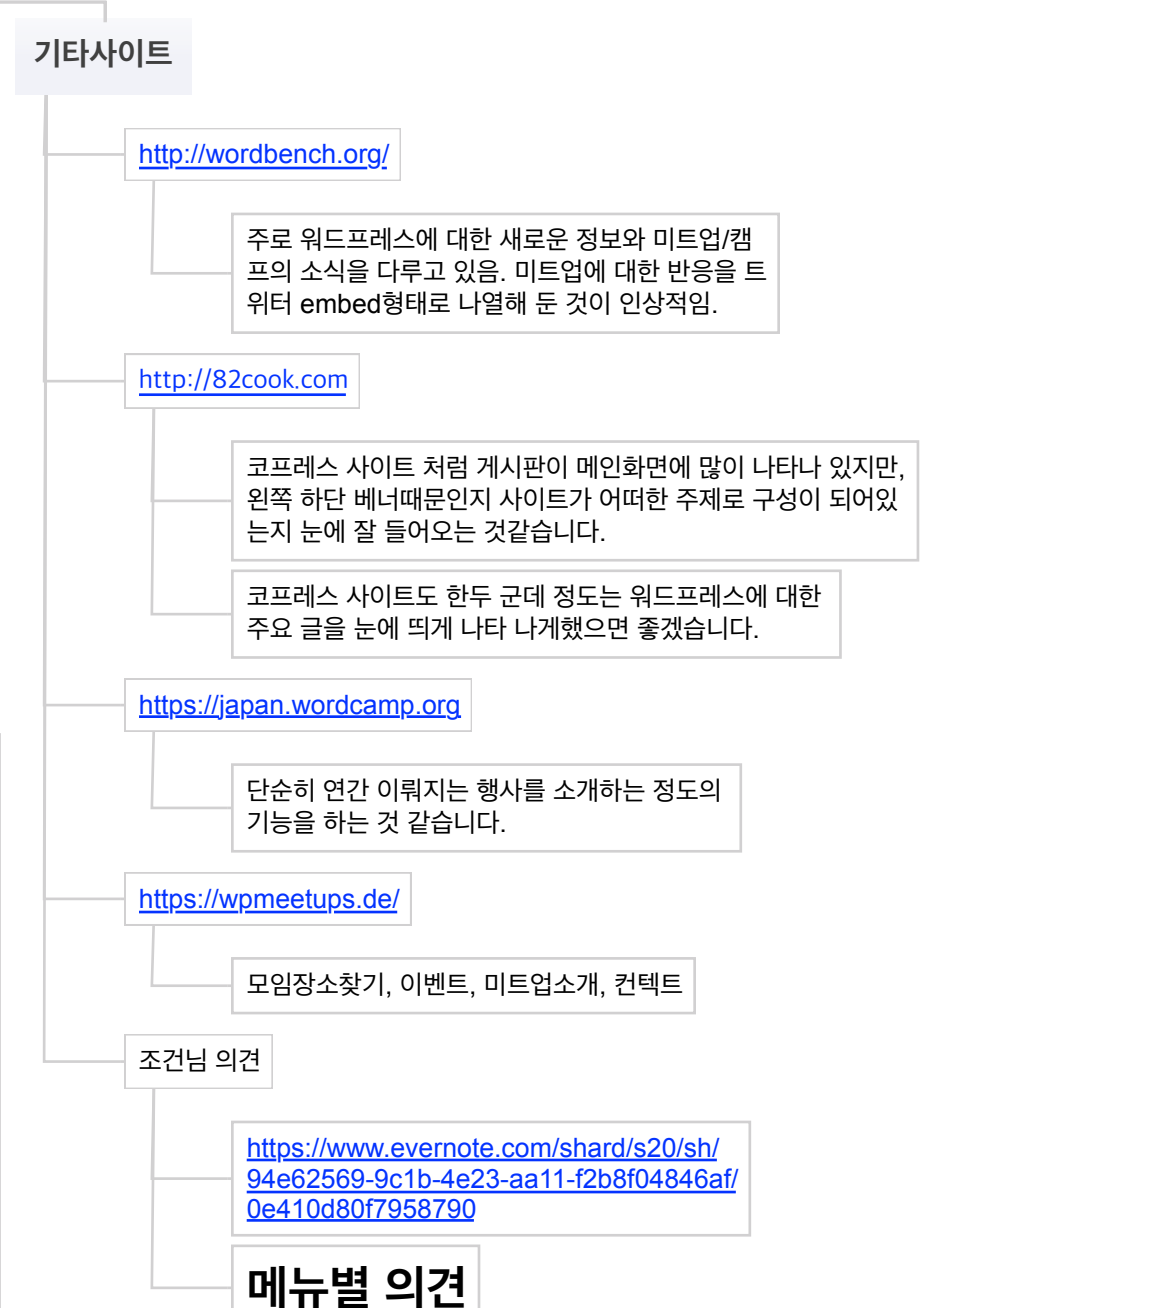 기타사이트
http://wordbench.org/
주로 워드프레스에 대한 새로운 정보와 미트업/캠
프의 소식을 다루고 있음. 미트업에 대한 반응을 트
위터 embed형태로 나열해 둔 것이 인상적임.
http://82cook.com
코프레스 사이트 처럼 게시판이 메인화면에 많이 나타나 있지만,
왼쪽 하단 베너때문인지 사이트가 어떠한 주제로 구성이 되어있
는지 눈에 잘 들어오는 것같습니다.
코프레스 사이트도 한두 군데 정도는 워드프레스에 대한
주요 글을 눈에 띄게 나타 나게했으면 좋겠습니다.
https://japan.wordcamp.org
단순히 연간 이뤄지는 행사를 소개하는 정도의
기능을 하는 것 같습니다.
https://wpmeetups.de/
모임장소찾기, 이벤트, 미트업소개, 컨텍트
조건님 의견
https://www.evernote.com/shard/s20/sh/
94e62569-9c1b-4e23-aa11-f2b8f04846af/
0e410d80f7958790
메뉴별 의견